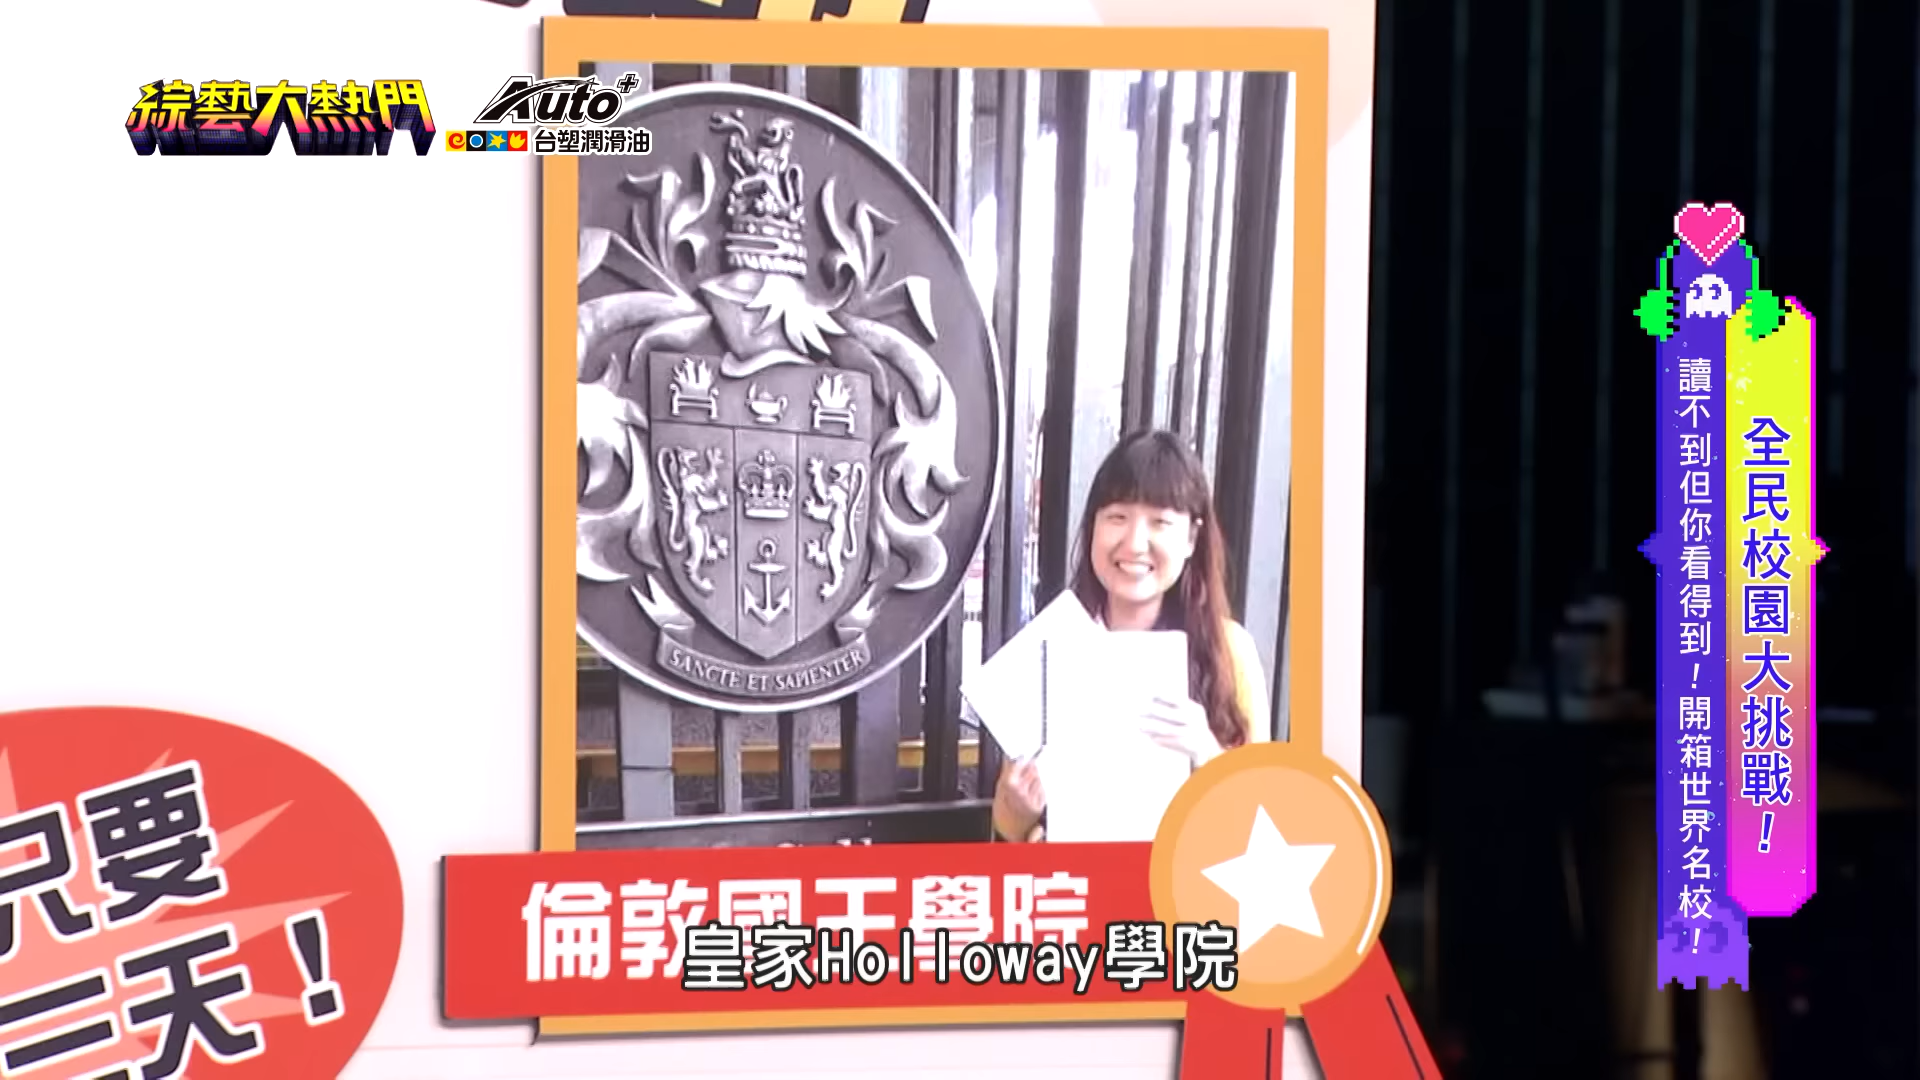 綜藝大熱門
Auto+
台塑潤滑油
SANCTE ET SAPIENTER
全民校園大挑戰！
讀不到但你看得到！開箱世界名校！
只要
三天！
倫敦國王學院
皇家Holloway學院